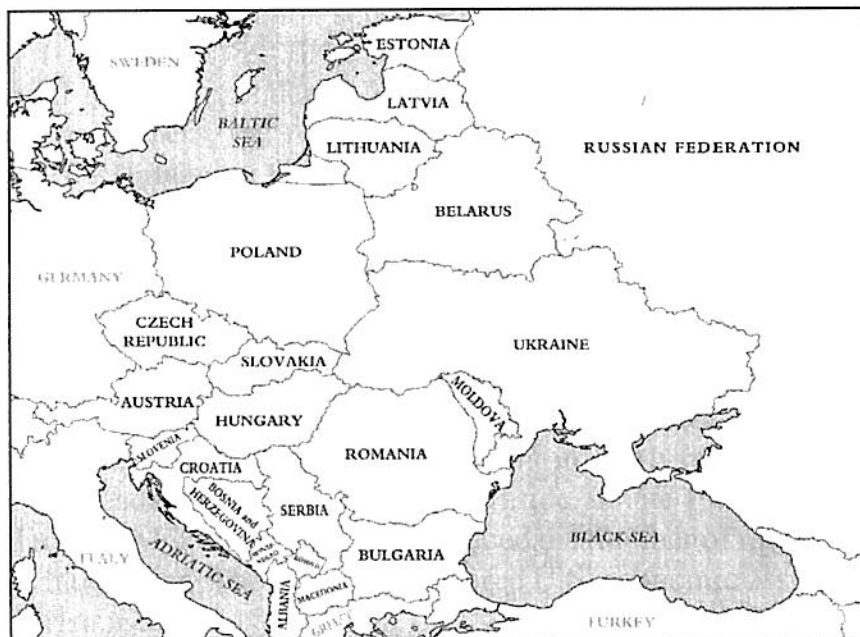 ESTONIA
SWEDEN
LATVIA
BALTIC
SEA
LITHUANIA
RUSSIAN FEDERATION
BELARUS
POLAND
GERMANY
CZECH
REPUBLIC
SLOVAKIA
UKRAINE
AUSTRIA
MOLDOVA
HUNGARY
SLOVENIA
ROMANIA
CROATIA
BOSNIA and
HERZEGOVINA
SERBIA
BLACK SEA
ITALY
ADRIATIC SEA
BULGARIA
MACEDONIA
ALBANIA
TURKEY